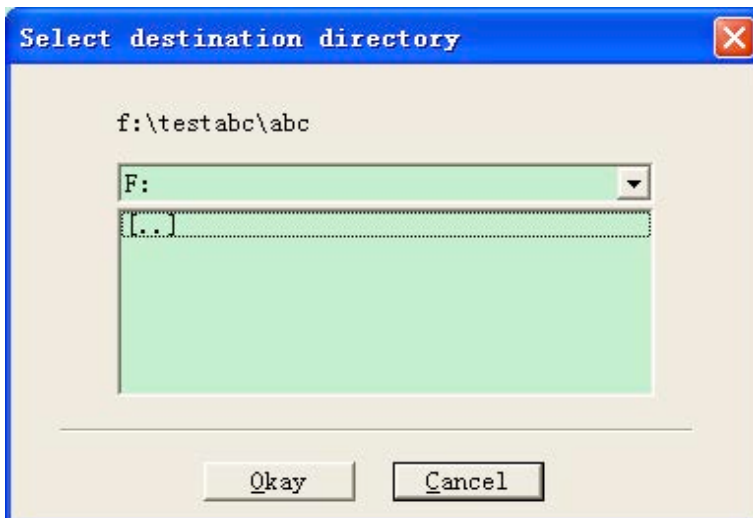 Select destination directory
f:\testabc\abc
F:
[..]
Okay
Cancel